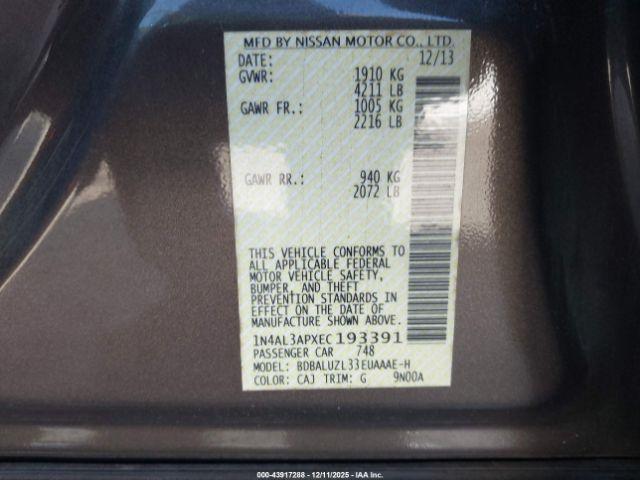 MFD BY NISSAN MOTOR CO., LTD.
DATE: 12/13
GVWR: 1910 KG
4211 LB
GAWR FR.: 1005 KG
2216 LB
GAWR RR.: 940 KG
2072 LB
THIS VEHICLE CONFORMS TO
ALL APPLICABLE FEDERAL
MOTOR VEHICLE SAFETY,
BUMPER, AND THEFT
PREVENTION STANDARDS IN
EFFECT ON THE DATE OF
MANUFACTURE SHOWN ABOVE.
1N4AL3APXEC193391
PASSENGER CAR 748
MODEL: BDBALUZL33EUAAAE-H
COLOR: CAJ TRIM: G 9N00A
000-43917288 - 12/11/2025 - IAA Inc.